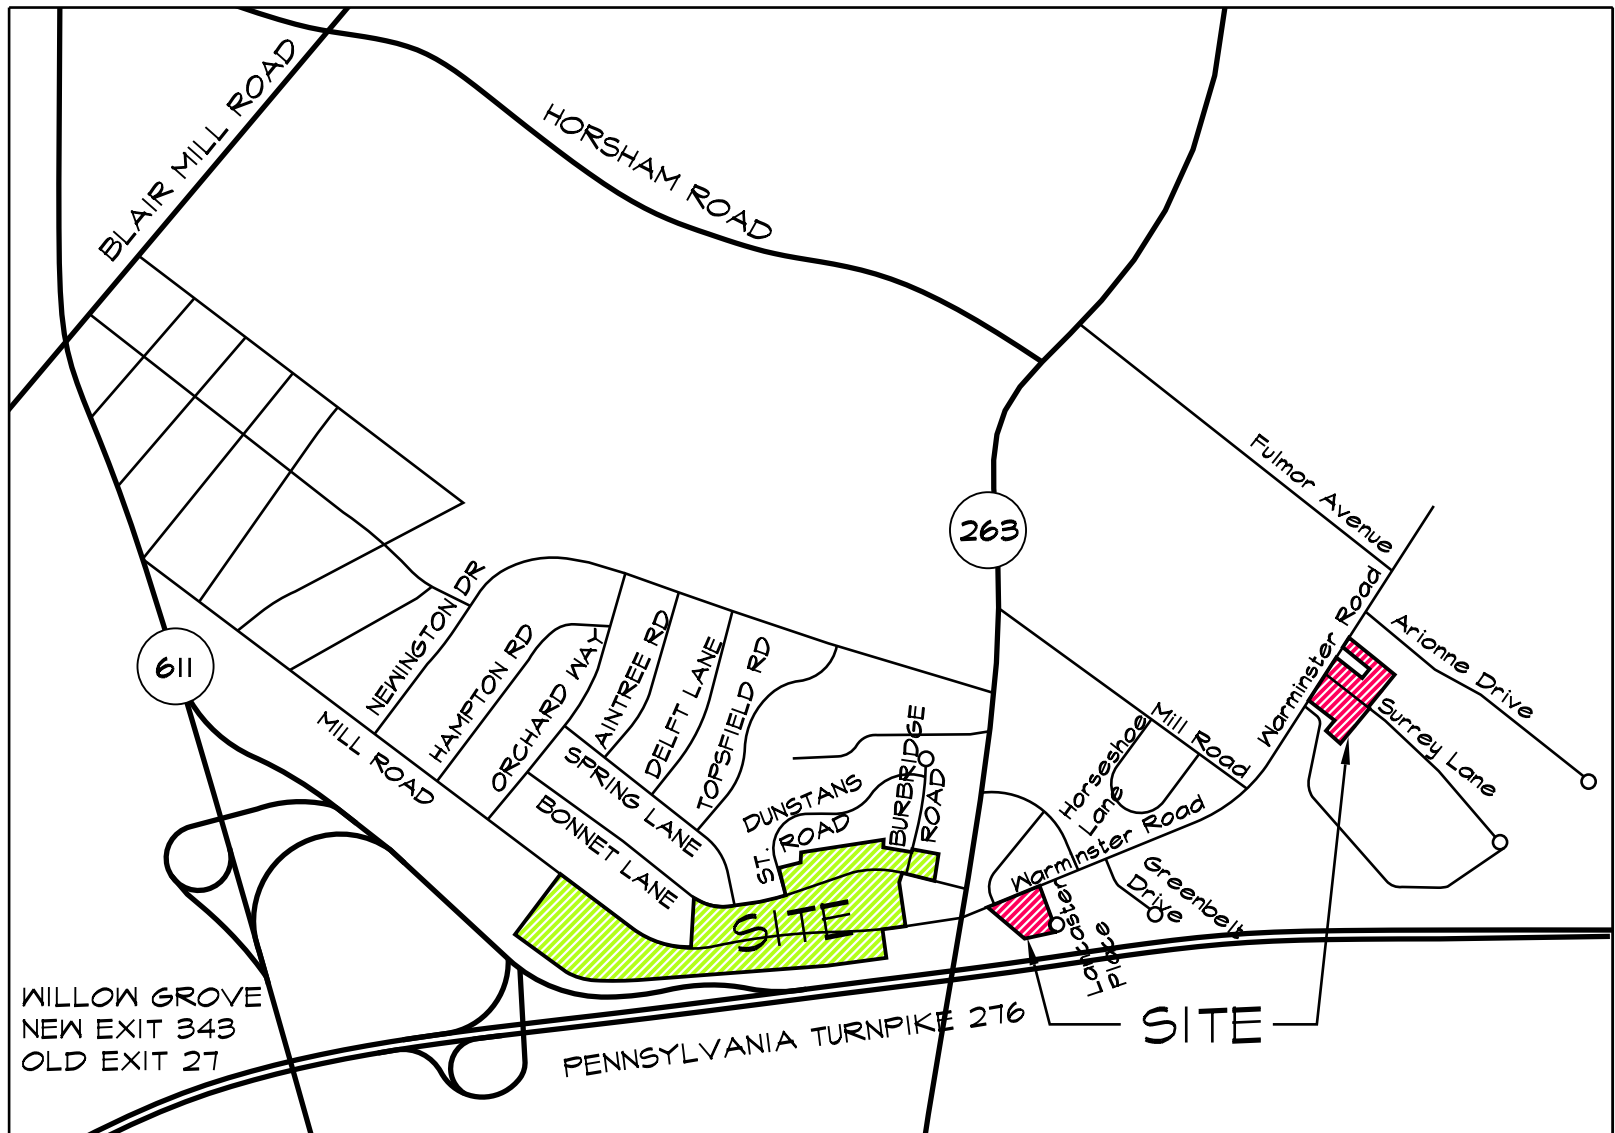 BLAIR MILL ROAD
HORSHAM ROAD
Fulmor Avenue
263
Warminster Road
Arionne Drive
Surrey Lane
NEWINGTON DR
HAMPTON RD
ORCHARD WAY
AINTREE RD
DELFT LANE
TOPSFIELD RD
611
MILL ROAD
SPRING LANE
BONNET LANE
ST.
DUNSTANS
ROAD
BURBRIDGE
ROAD
Horseshoe
Lane
Mill Road
Warminster Road
Greenbelt
Drive
Lancaster
Place
SITE
WILLOW GROVE
NEW EXIT 343
OLD EXIT 27
PENNSYLVANIA TURNPIKE 276
SITE